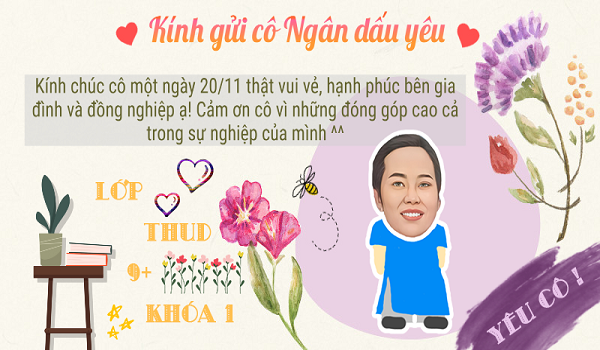 Kính gửi cô Ngân dấu yêu
Kính chúc cô một ngày 20/11 thật vui vẻ, hạnh phúc bên gia
đình và đồng nghiệp ạ! Cảm ơn cô vì những đóng góp cao cả
trong sự nghiệp của mình ^^
LỚP
THUD
9+
KHÓA 1
YÊU CÔ !